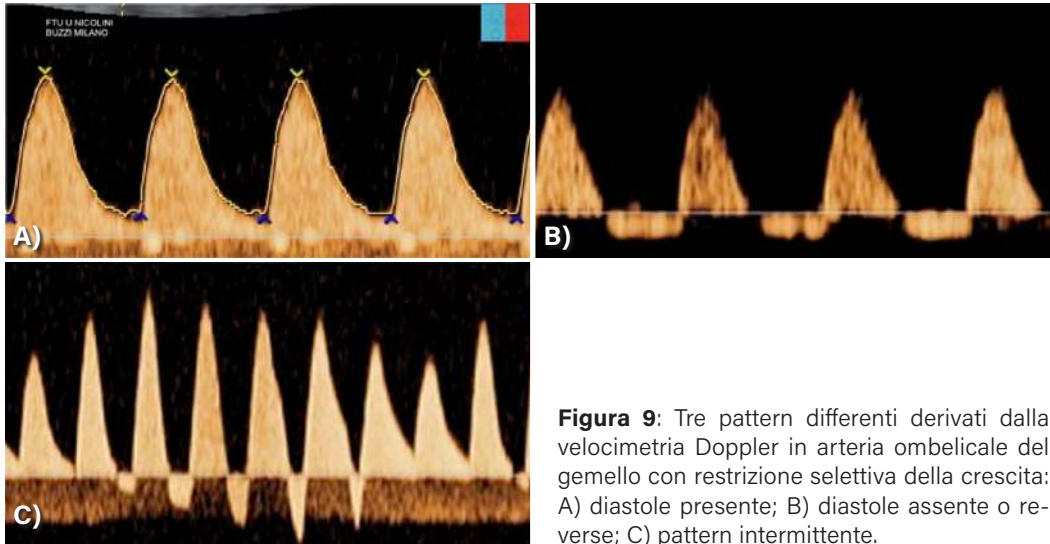 FTU U NICOLINI
BUZZI MILANO
A)
B)
C)
Figura 9: Tre pattern differenti derivati dalla
velocimetria Doppler in arteria ombelicale del
gemello con restrizione selettiva della crescita:
A) diastole presente; B) diastole assente o re-
verse; C) pattern intermittente.